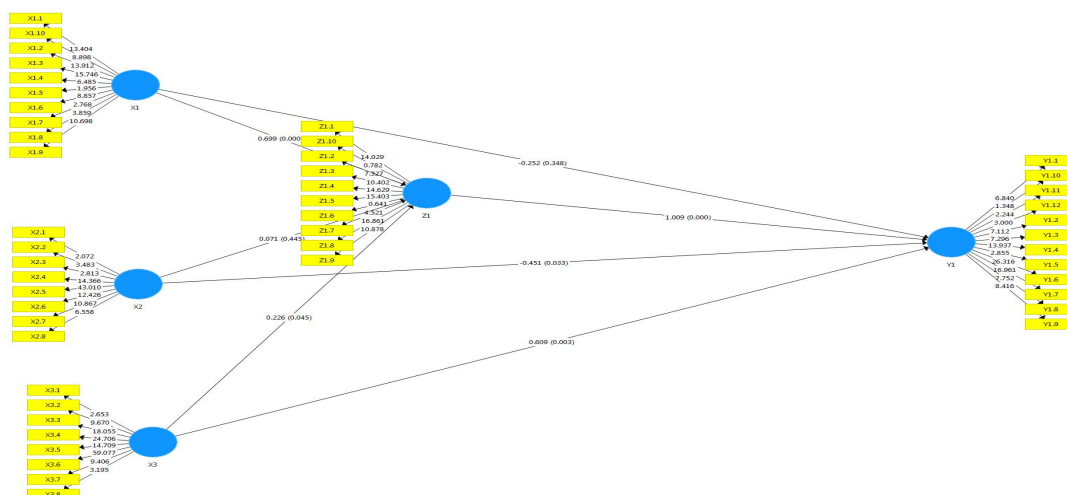 X1.1
X1.10
X1.2
X1.3
X1.4
X1.5
X1.6
X1.7
X1.8
X1.9
13.404
8.898
13.912
15.746
6.485
1.956
8.857
2.768
3.859
10.698
X1
0.699 (0.000
-0.252 (0.348)
Z1.1
Z1.10
Z1.2
Z1.3
Z1.4
Z1.5
Z1.6
Z1.7
Z1.8
Z1.9
14.029
0.782
7.327
10.402
14.629
15.403
0.641
4.521
16.861
10.878
Z1
1.009 (0.000)
X2.1
X2.2
X2.3
X2.4
X2.5
X2.6
X2.7
X2.8
2.072
3.483
2.813
14.366
43.010
12.426
10.867
6.558
X2
0.071 (0.445)
-0.451 (0.033)
0.226 (0.045)
0.609 (0.003)
Y1.1
Y1.10
Y1.11
Y1.12
Y1.2
Y1.3
Y1.4
Y1.5
Y1.6
Y1.7
Y1.8
Y1.9
6.840
1.348
2.244
3.000
7.112
7.296
13.937
2.855
26.316
16.961
7.752
8.416
Y1
X3.1
X3.2
X3.3
X3.4
X3.5
X3.6
X3.7
X3.8
2.653
9.670
18.055
24.706
14.709
59.077
9.406
3.195
X3